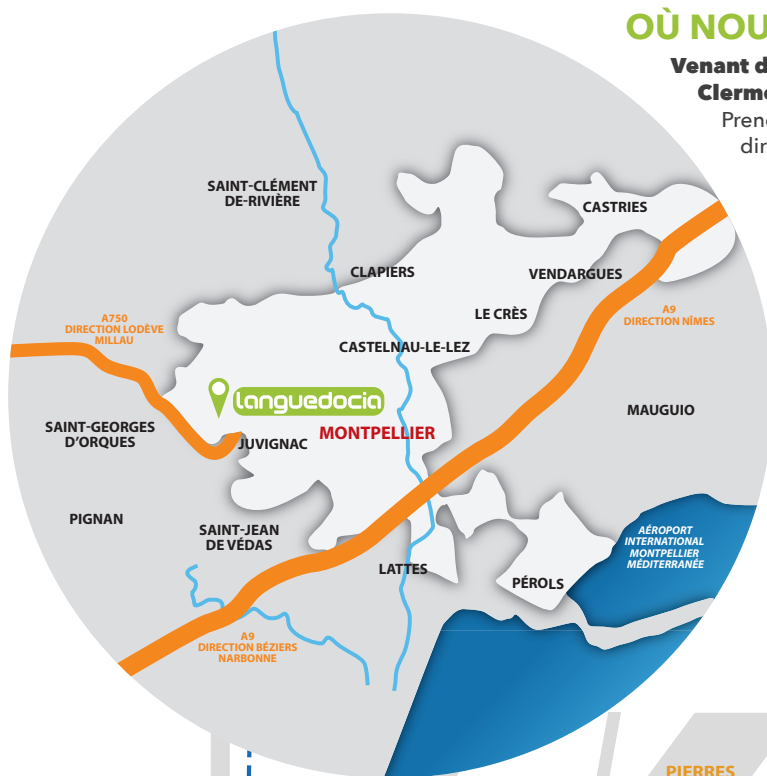 OÙ NOU
Venant d
Clerm
Pren
dir
SAINT-CLÉMENT
DE-RIVIÈRE
CASTRIES
CLAPIERS
VENDARGUES
A750
DIRECTION LODÈVE
MILLAU
LE CRÈS
A9
DIRECTION NÎMES
CASTELNAU-LE-LEZ
languedocia
MAUGUIO
SAINT-GEORGES
D'ORQUES
JUVIGNAC
MONTPELLIER
PIGNAN
SAINT-JEAN
DE VÉDAS
AÉROPORT
INTERNATIONAL
MONTPELLIER
MÉDITERRANÉE
LATTES
PÉROLS
A9
DIRECTION BÉZIERS
NARBONNE
PIERRES